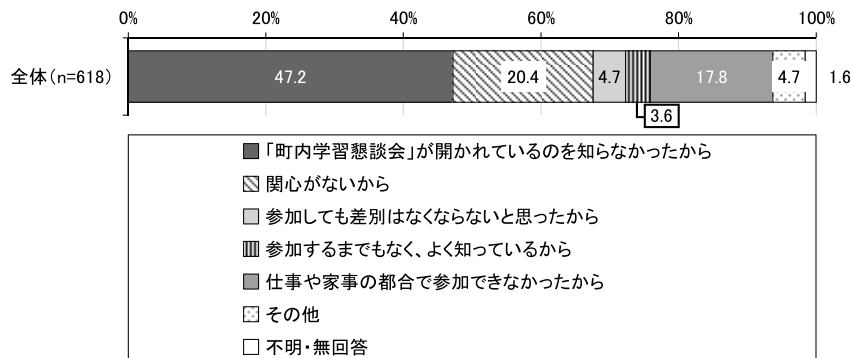 0% 20% 40% 60% 80% 100%
全体(n=618) 47.2 20.4 4.7 17.8 4.7 1.6
3.6
「町内学習懇談会」が開かれているのを知らなかったから
関心がないから
参加しても差別はなくならないと思ったから
参加するまでもなく、よく知っているから
仕事や家事の都合で参加できなかったから
その他
不明・無回答